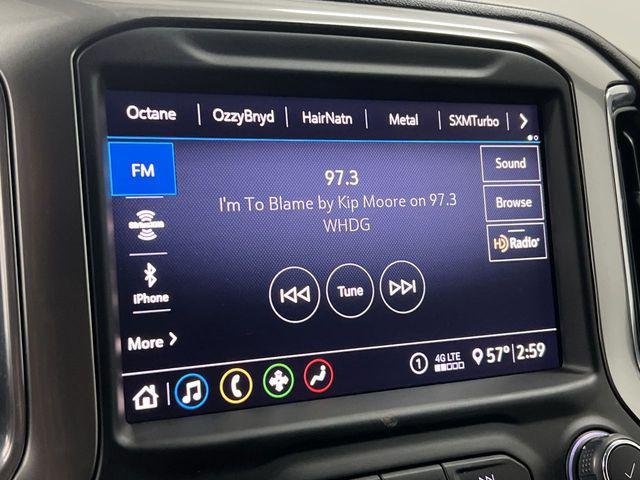 Octane OzzyBnyd HairNatn Metal SXMTurbo
FM
97.3
Sound
I'm To Blame by Kip Moore on 97.3
WHDG
Browse
HD Radio
iPhone
Tune
More
1 4G LTE 57° 2:59